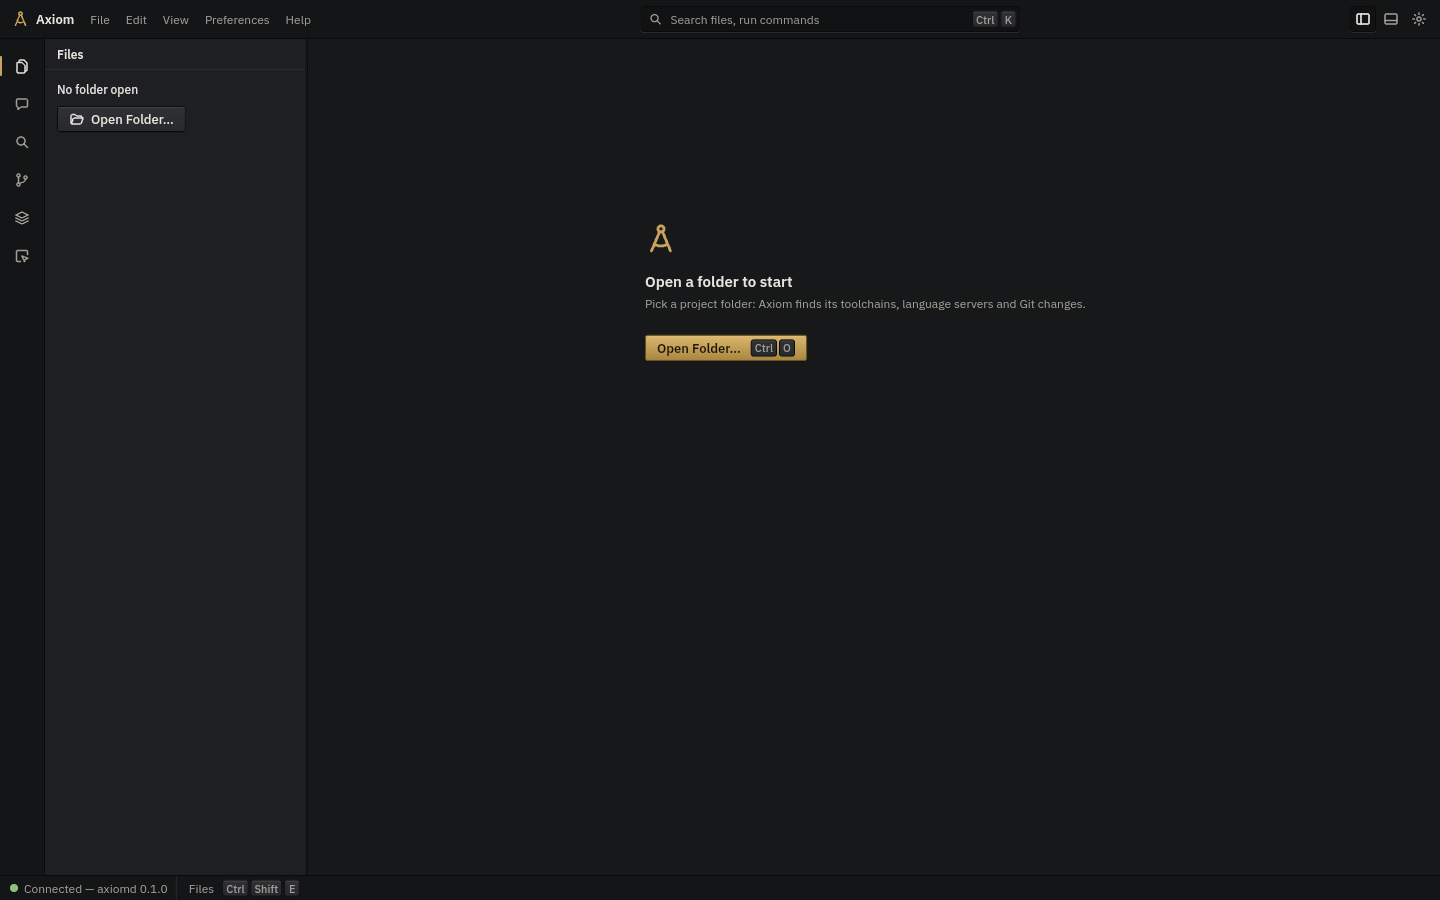 Axiom File Edit View Preferences Help
Search files, run commands Ctrl K
Files
No folder open
Open Folder...
Open a folder to start
Pick a project folder: Axiom finds its toolchains, language servers and Git changes.
Open Folder... Ctrl O
Connected — axiomd 0.1.0 Files Ctrl Shift E